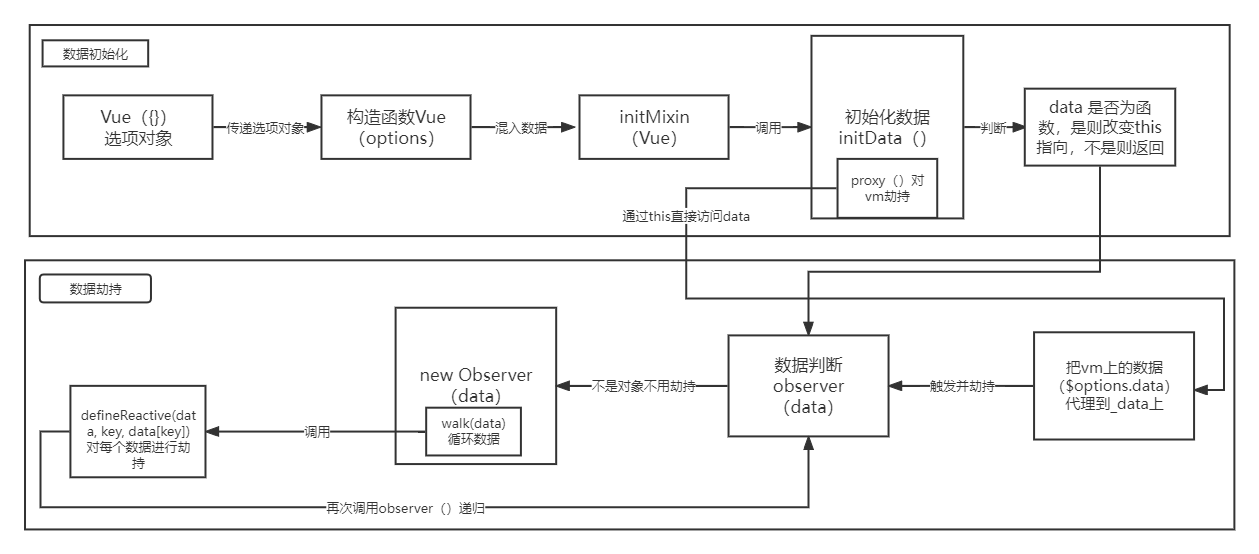 数据初始化
Vue（{}）
选项对象
传递选项对象
构造函数Vue
（options）
混入数据
initMixin
（Vue）
调用
初始化数据
initData（）
proxy（）对
vm劫持
判断
data 是否为函
数，是则改变this
指向，不是则返回
通过this直接访问data
数据劫持
new Observer
（data）
walk(data)
循环数据
不是对象不用劫持
数据判断
observer
（data）
触发并劫持
把vm上的数据
（$options.data）
代理到_data上
defineReactive(dat
a, key, data[key])
对每个数据进行劫
持
调用
再次调用observer（）递归